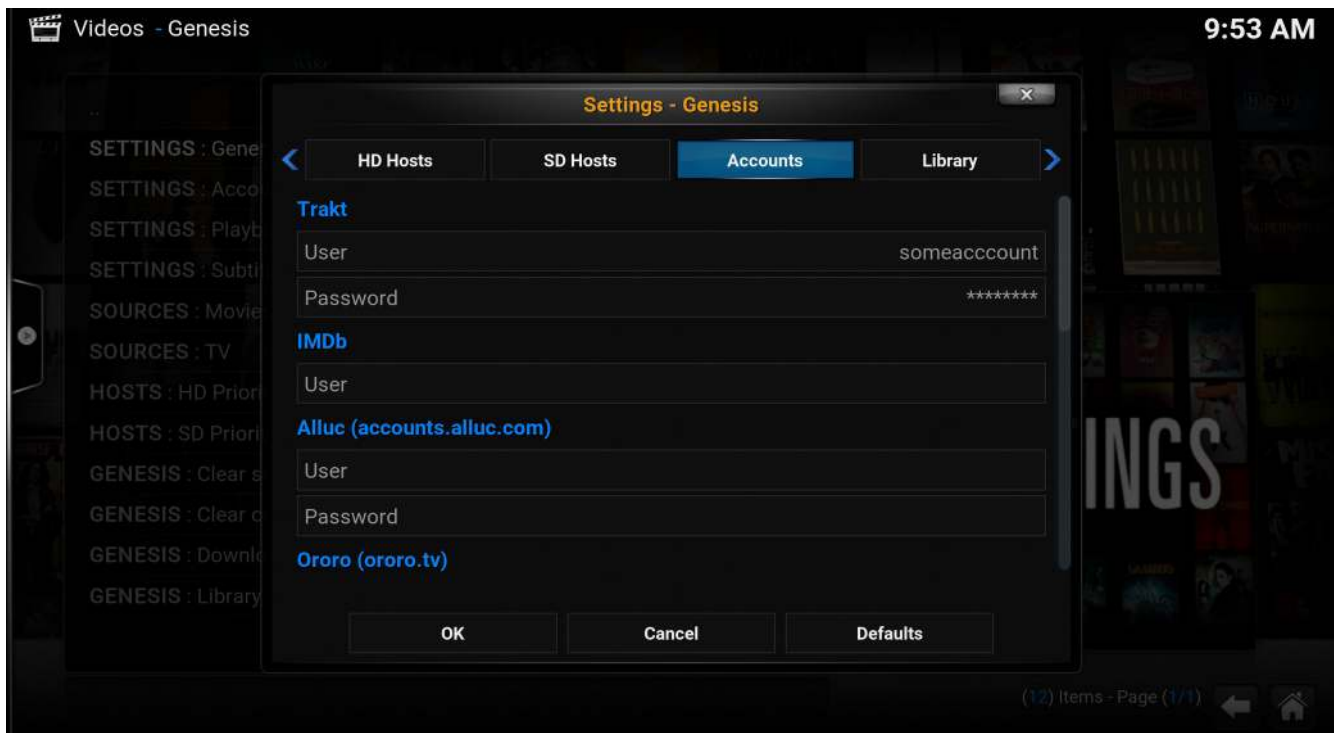 Videos - Genesis
9:53 AM
Settings - Genesis
HD Hosts
SD Hosts
Accounts
Library
Trakt
User
someacccount
Password
********
IMDb
User
Alluc (accounts.alluc.com)
User
Password
Ororo (ororo.tv)
OK
Cancel
Defaults
..
SETTINGS : Gene
SETTINGS : Acco
SETTINGS : Playb
SETTINGS : Subti
SOURCES : Movie
SOURCES : TV
HOSTS : HD Priori
HOSTS : SD Priori
GENESIS : Clear s
GENESIS : Clear c
GENESIS : Downlo
GENESIS : Library
INGS
(12) Items - Page (1/1)